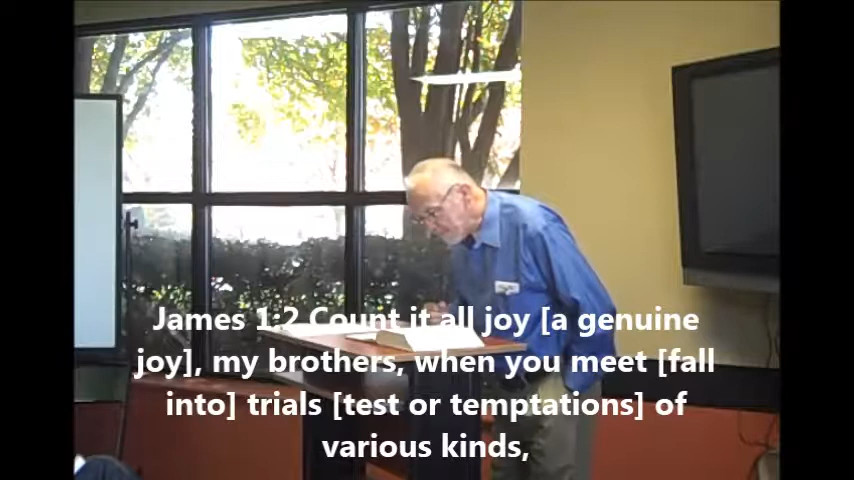 James 1:2 Count it all joy [a genuine
joy], my brothers, when you meet [fall
into] trials [test or temptations] of
various kinds,